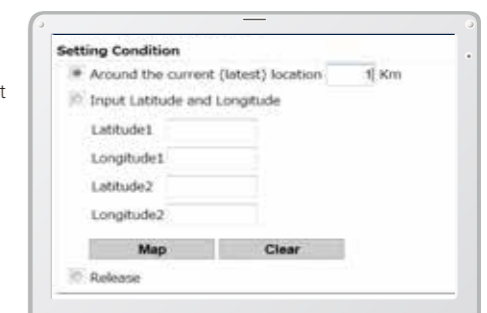 Setting Condition
Around the current (latest) location 1 Km
Input Latitude and Longitude
Latitude1
Longitude1
Latitude2
Longitude2
Map Clear
Release